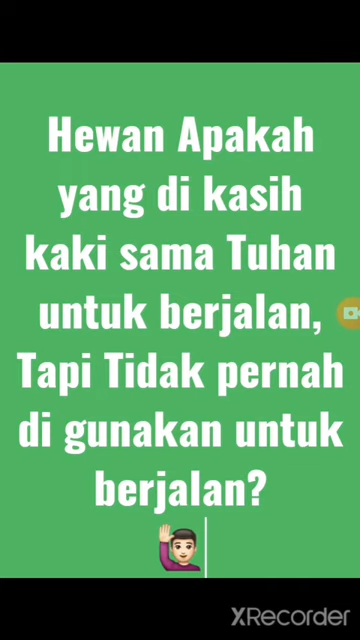 Hewan Apakah
yang di kasih
kaki sama Tuhan
untuk berjalan,
Tapi Tidak pernah
di gunakan untuk
berjalan?
XRecorder